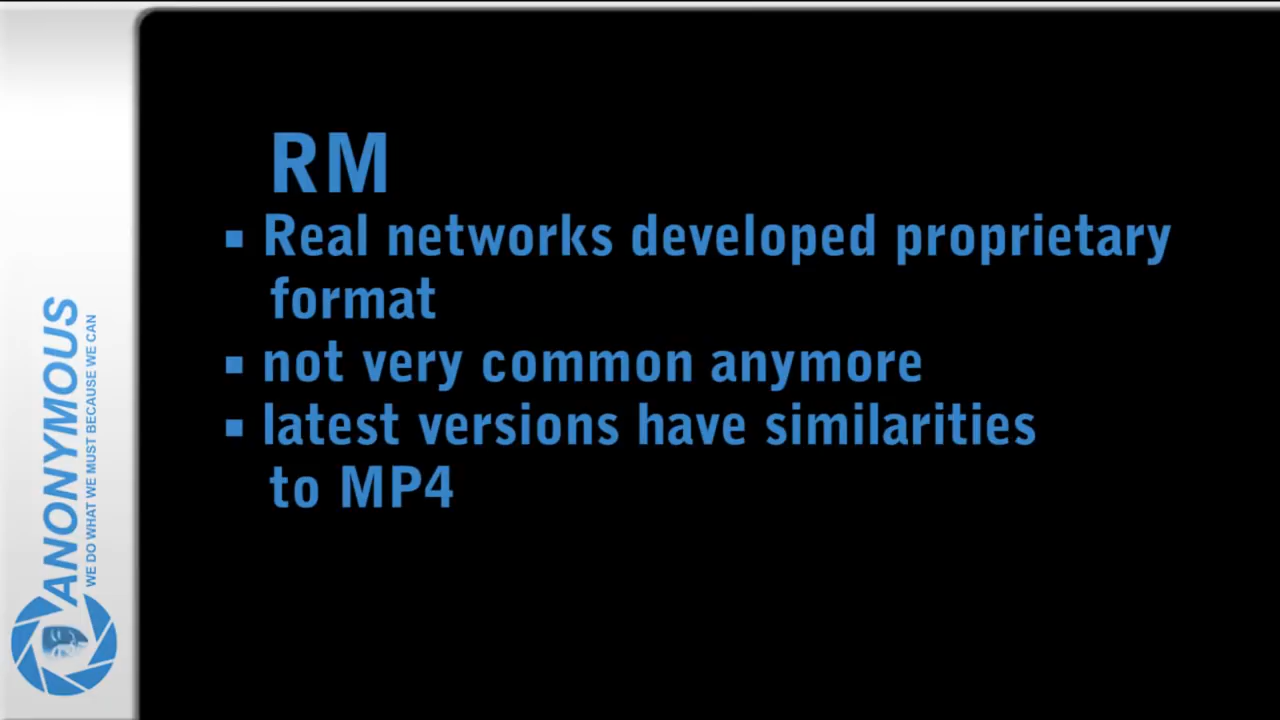 RM
▪ Real networks developed proprietary
format
▪ not very common anymore
▪ latest versions have similarities
to MP4
ANONYMOUS
WE DO WHAT WE MUST BECAUSE WE CAN